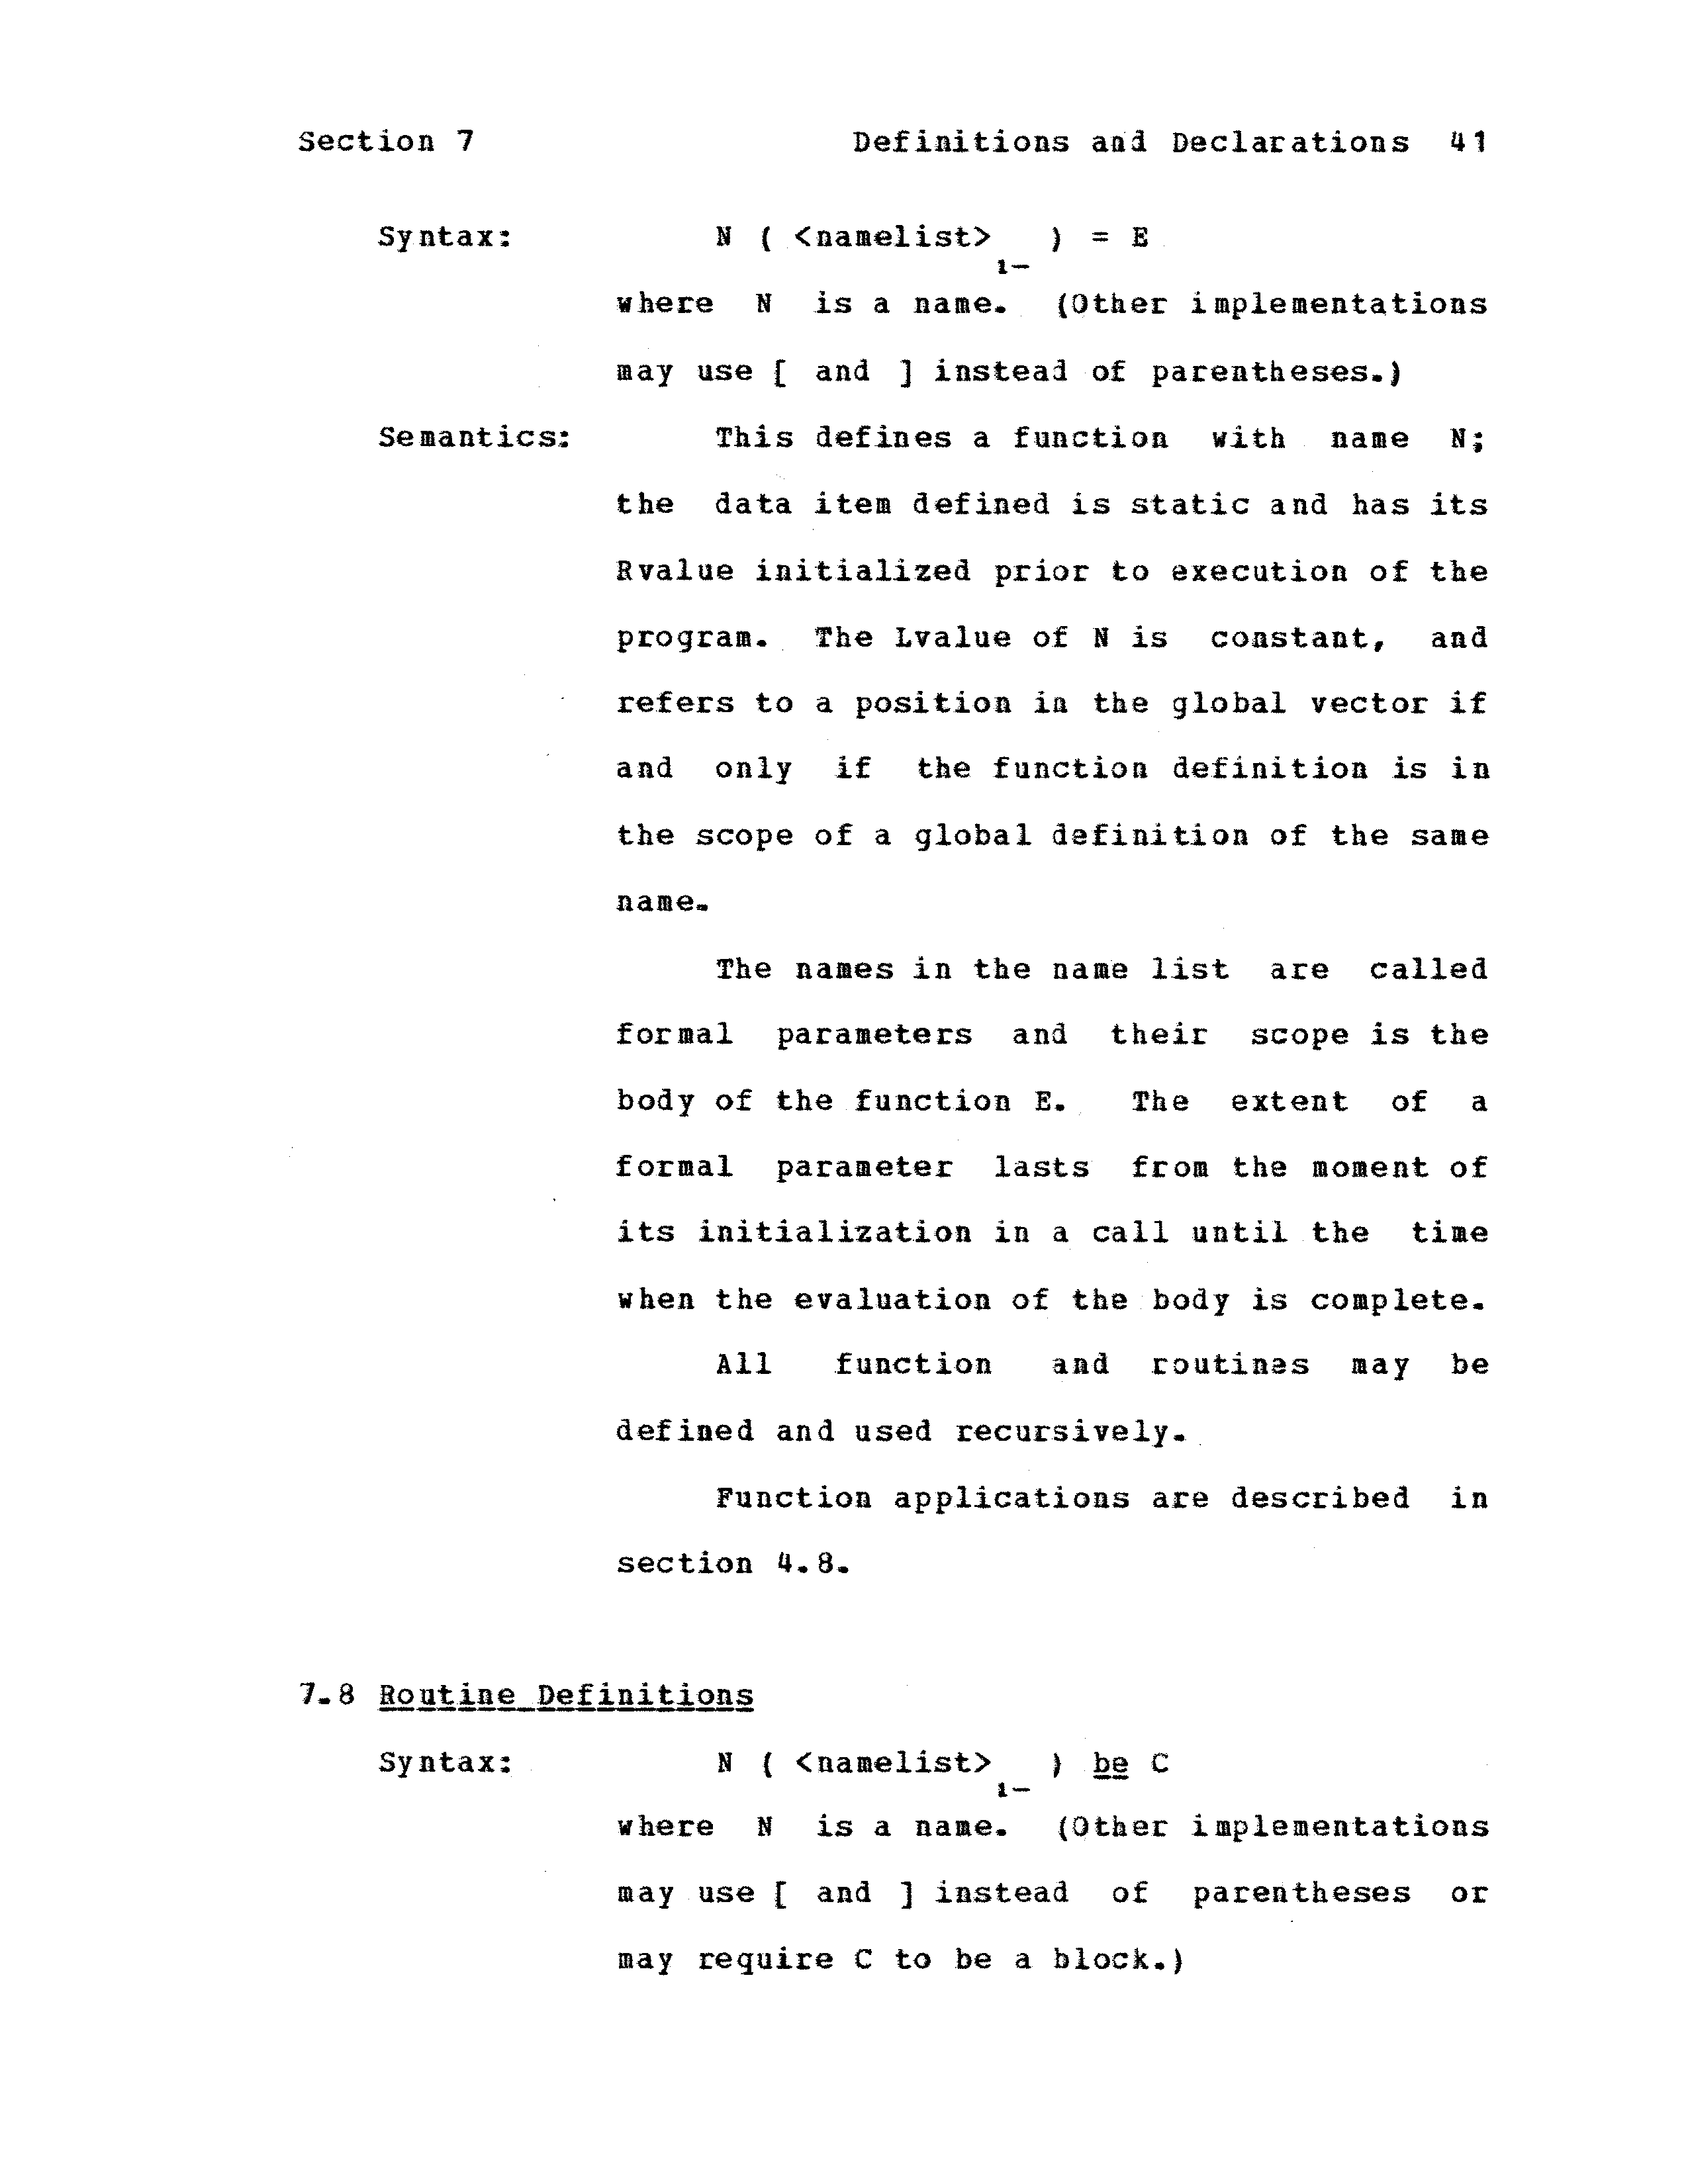 Section 7 Definitions and Declarations 41
Syntax: N ( <namelist> ) = E
1-
where N is a name. (Other implementations
may use [ and ] instead of parentheses.)
Semantics: This defines a function with name N;
the data item defined is static and has its
Rvalue initialized prior to execution of the
program. The Lvalue of N is constant, and
refers to a position in the global vector if
and only if the function definition is in
the scope of a global definition of the same
name.
The names in the name list are called
formal parameters and their scope is the
body of the function E. The extent of a
formal parameter lasts from the moment of
its initialization in a call until the time
when the evaluation of the body is complete.
All function and routines may be
defined and used recursively.
Function applications are described in
section 4.8.
7.8 Routine Definitions
Syntax: N ( <namelist> ) be C
1-
where N is a name. (Other implementations
may use [ and ] instead of parentheses or
may require C to be a block.)